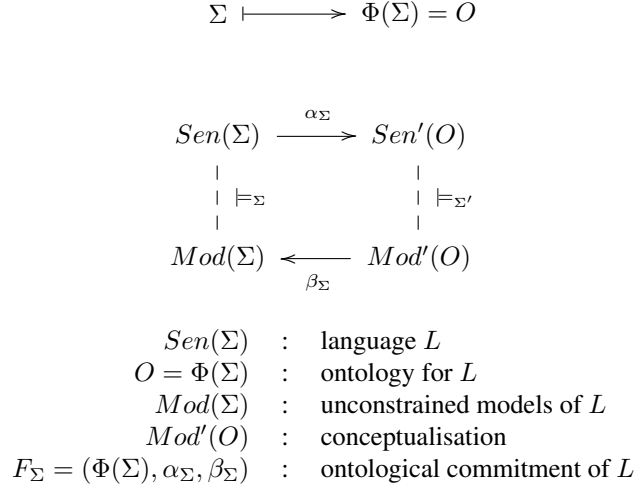 Σ ⟼ Φ(Σ) = O
α_Σ
Sen(Σ) ⟶ Sen′(O)
⊨_Σ ⊨_Σ′
Mod(Σ) ⟵ Mod′(O)
β_Σ
Sen(Σ) : language L
O = Φ(Σ) : ontology for L
Mod(Σ) : unconstrained models of L
Mod′(O) : conceptualisation
F_Σ = (Φ(Σ), α_Σ, β_Σ) : ontological commitment of L